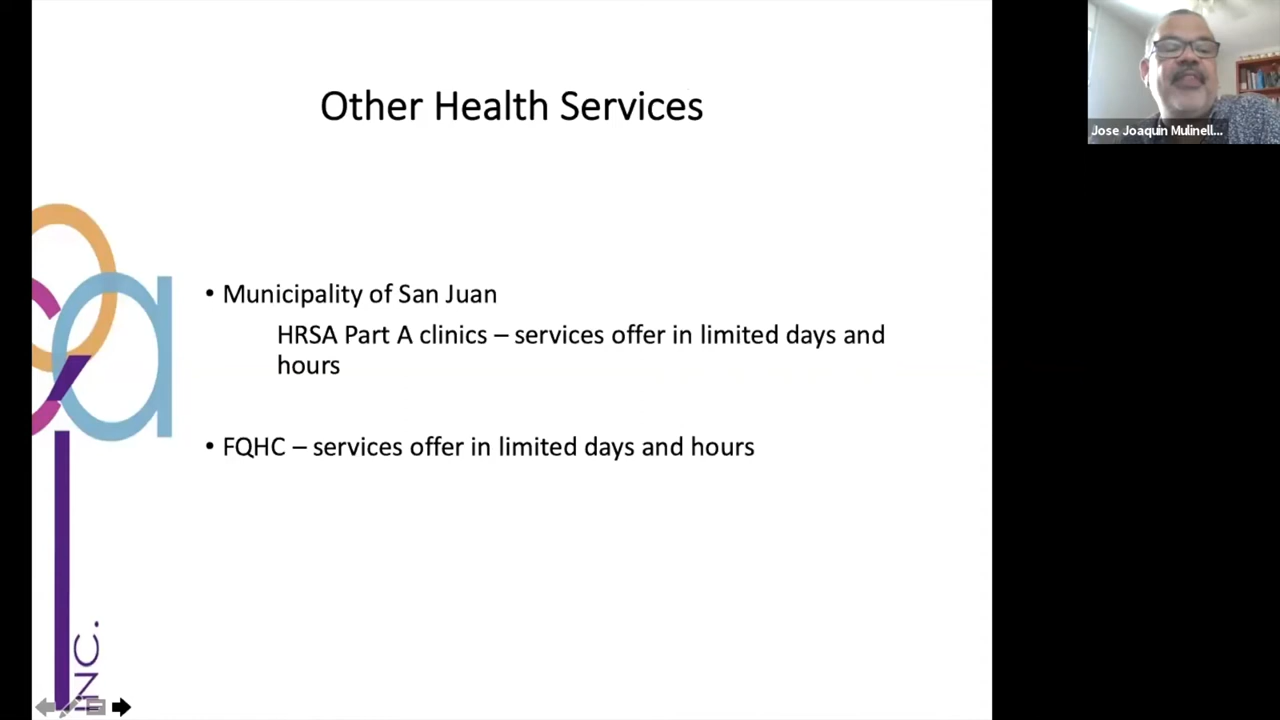 Other Health Services
Jose Joaquin Mulinell...
• Municipality of San Juan
HRSA Part A clinics – services offer in limited days and
hours
• FQHC – services offer in limited days and hours
a
INC.